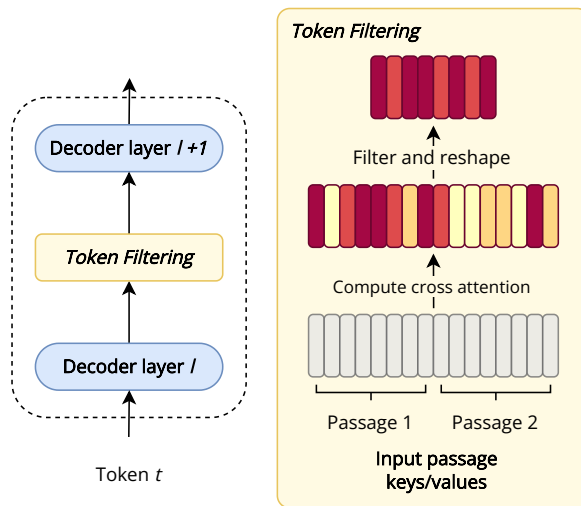 Decoder layer l +1
Token Filtering
Decoder layer l
Token t
Token Filtering
Filter and reshape
Compute cross attention
Passage 1
Passage 2
Input passage
keys/values